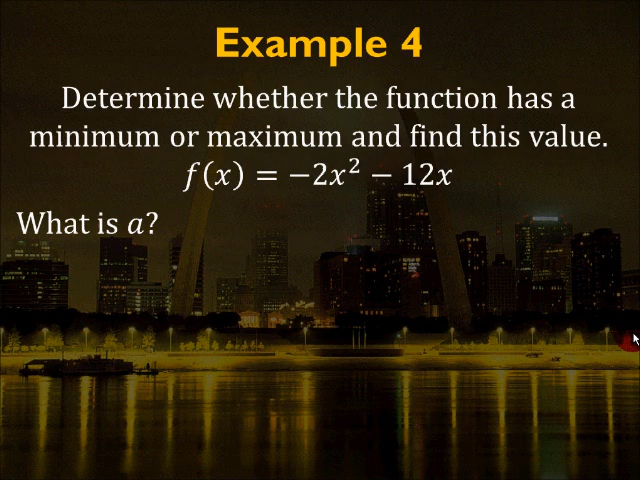 Example 4
Determine whether the function has a
minimum or maximum and find this value.
𝑓(𝑥) = −2𝑥² − 12𝑥
What is 𝑎?